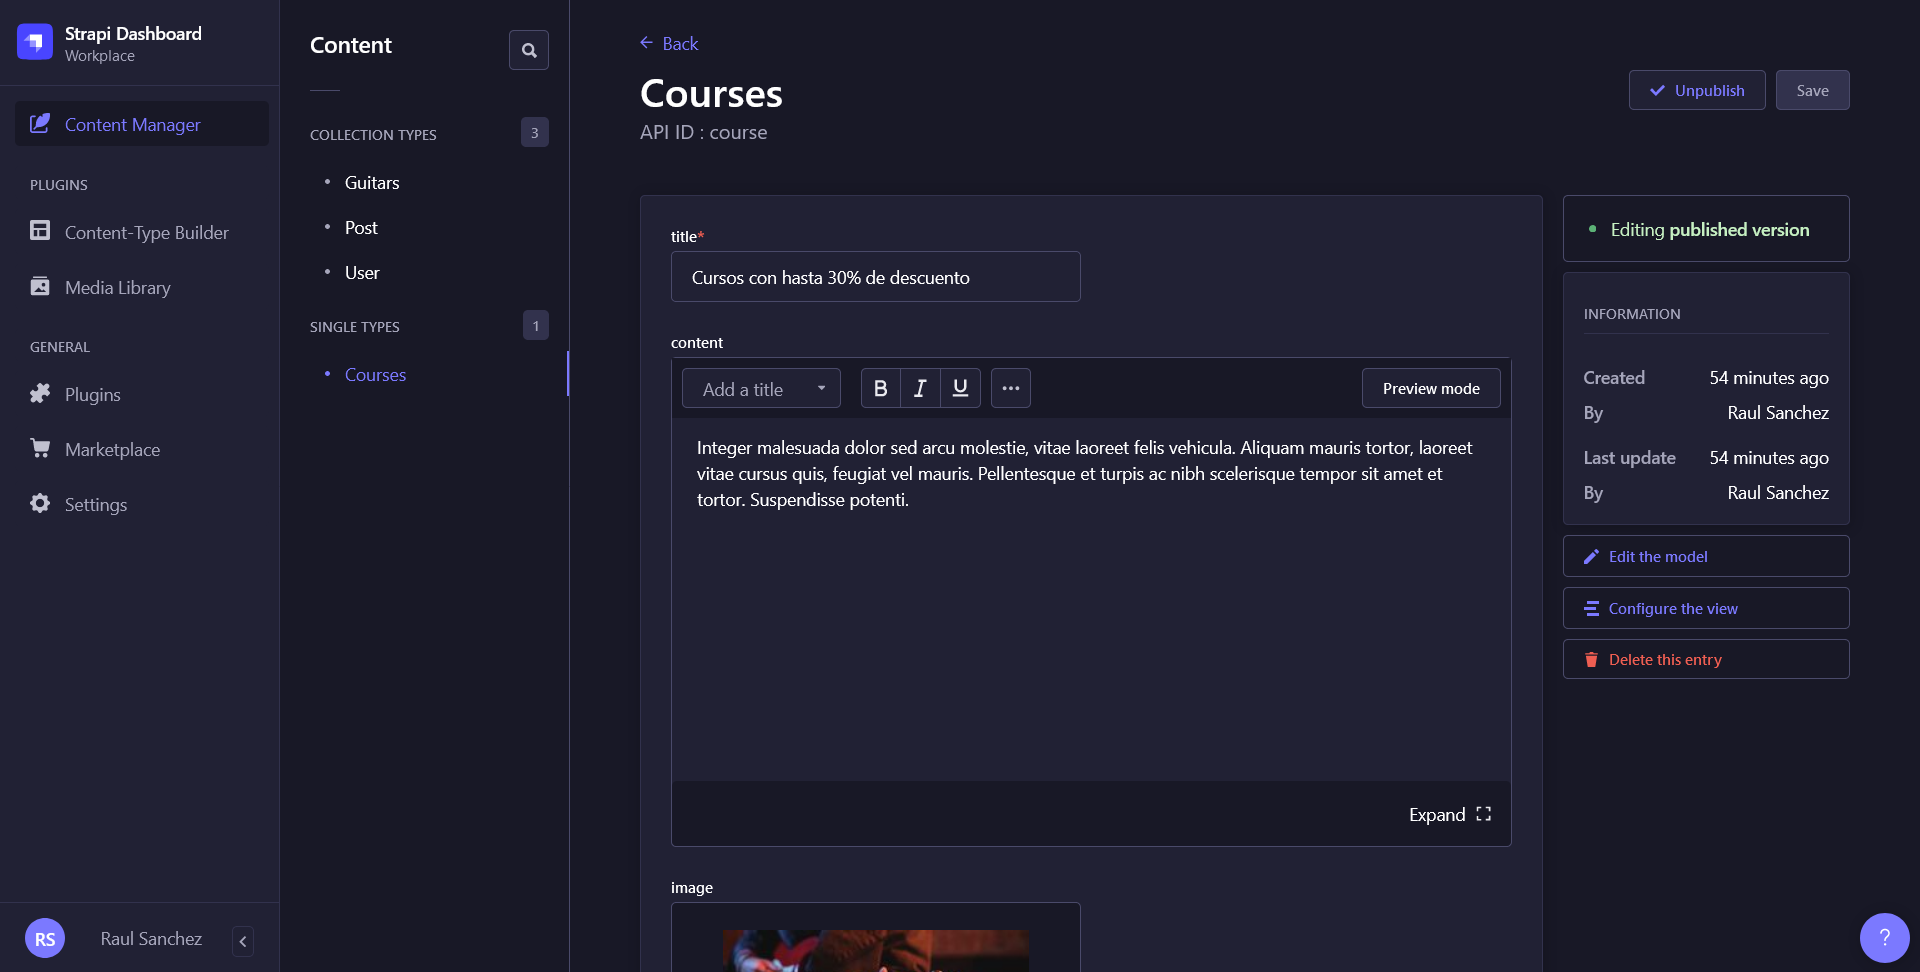 Strapi Dashboard
Workplace
Content Manager
PLUGINS
Content-Type Builder
Media Library
GENERAL
Plugins
Marketplace
Settings
RS
Raul Sanchez
Content
COLLECTION TYPES
3
Guitars
Post
User
SINGLE TYPES
1
Courses
Back
Courses
API ID : course
Unpublish
Save
title*
Cursos con hasta 30% de descuento
content
Add a title
B I U
Preview mode
Integer malesuada dolor sed arcu molestie, vitae laoreet felis vehicula. Aliquam mauris tortor, laoreet
vitae cursus quis, feugiat vel mauris. Pellentesque et turpis ac nibh scelerisque tempor sit amet et
tortor. Suspendisse potenti.
Expand
image
Editing published version
INFORMATION
Created 54 minutes ago
By Raul Sanchez
Last update 54 minutes ago
By Raul Sanchez
Edit the model
Configure the view
Delete this entry
?